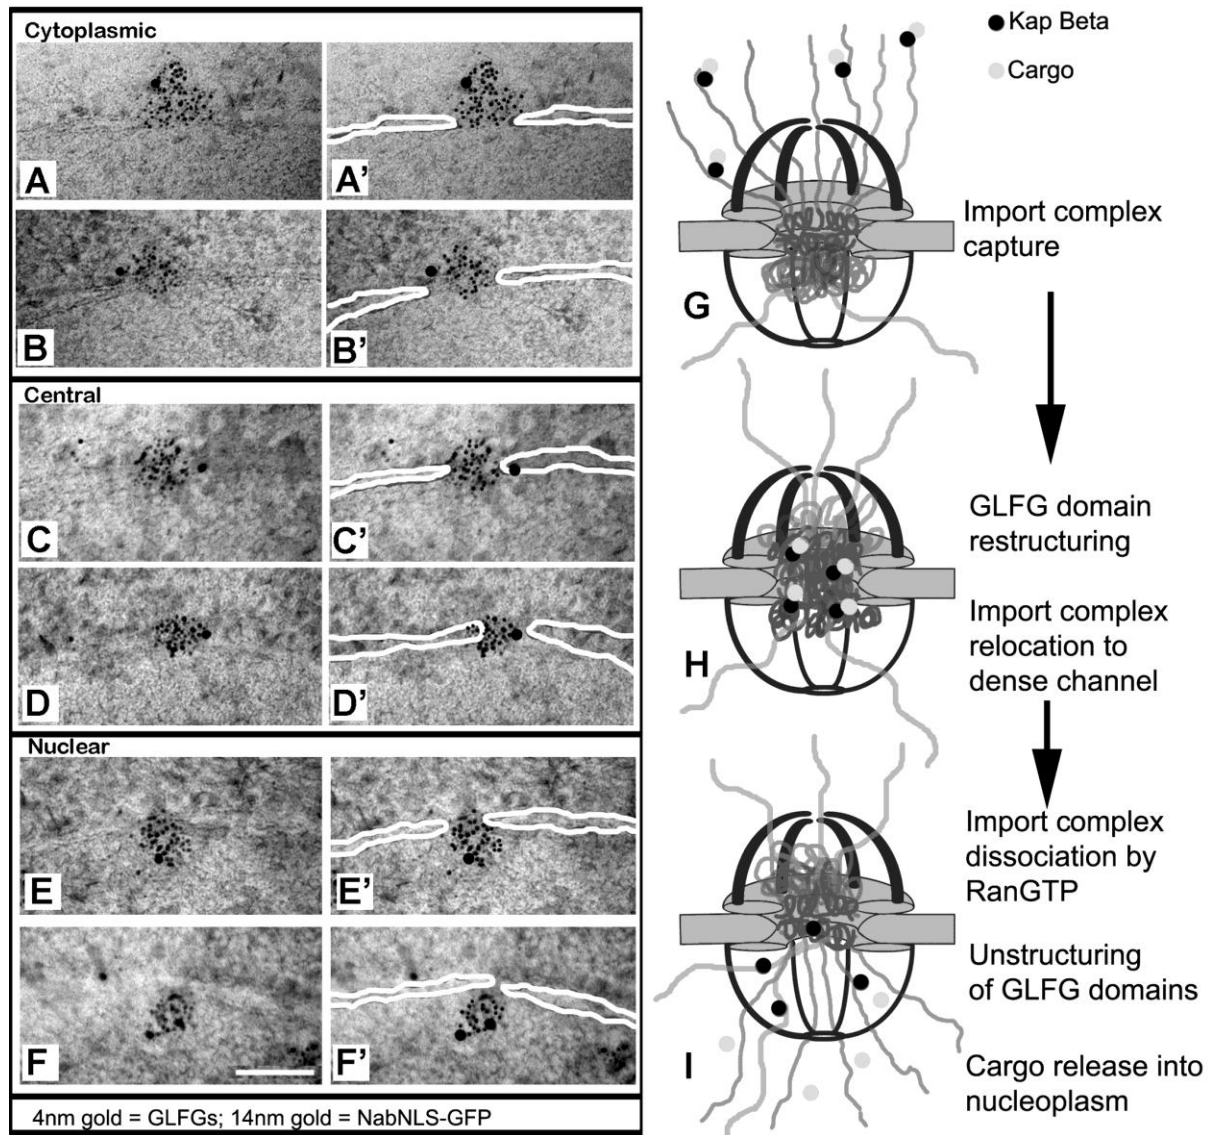 Cytoplasmic
A
A'
B
B'
Central
C
C'
D
D'
Nuclear
E
E'
F
F'
4nm gold = GLFGs; 14nm gold = NabNLS-GFP
Kap Beta
Cargo
G
Import complex
capture
H
GLFG domain
restructuring
Import complex
relocation to
dense channel
I
Import complex
dissociation by
RanGTP
Unstructuring
of GLFG domains
Cargo release into
nucleoplasm